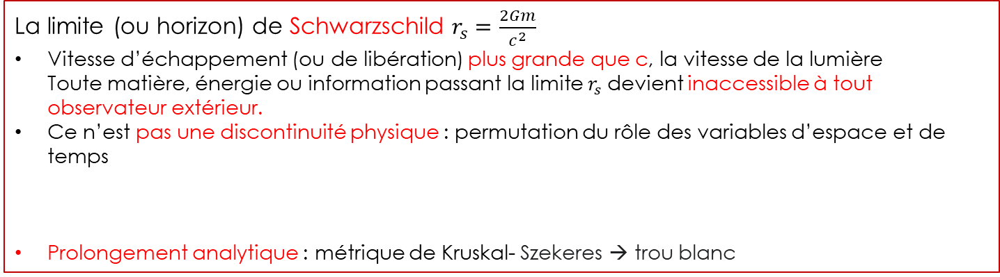 La limite (ou horizon) de Schwarzschild $r_s = \frac{2Gm}{c^2}$
• Vitesse d’échappement (ou de libération) plus grande que c, la vitesse de la lumière
Toute matière, énergie ou information passant la limite $r_s$ devient inaccessible à tout
observateur extérieur.
• Ce n’est pas une discontinuité physique : permutation du rôle des variables d’espace et de
temps
• Prolongement analytique : métrique de Kruskal- Szekeres → trou blanc